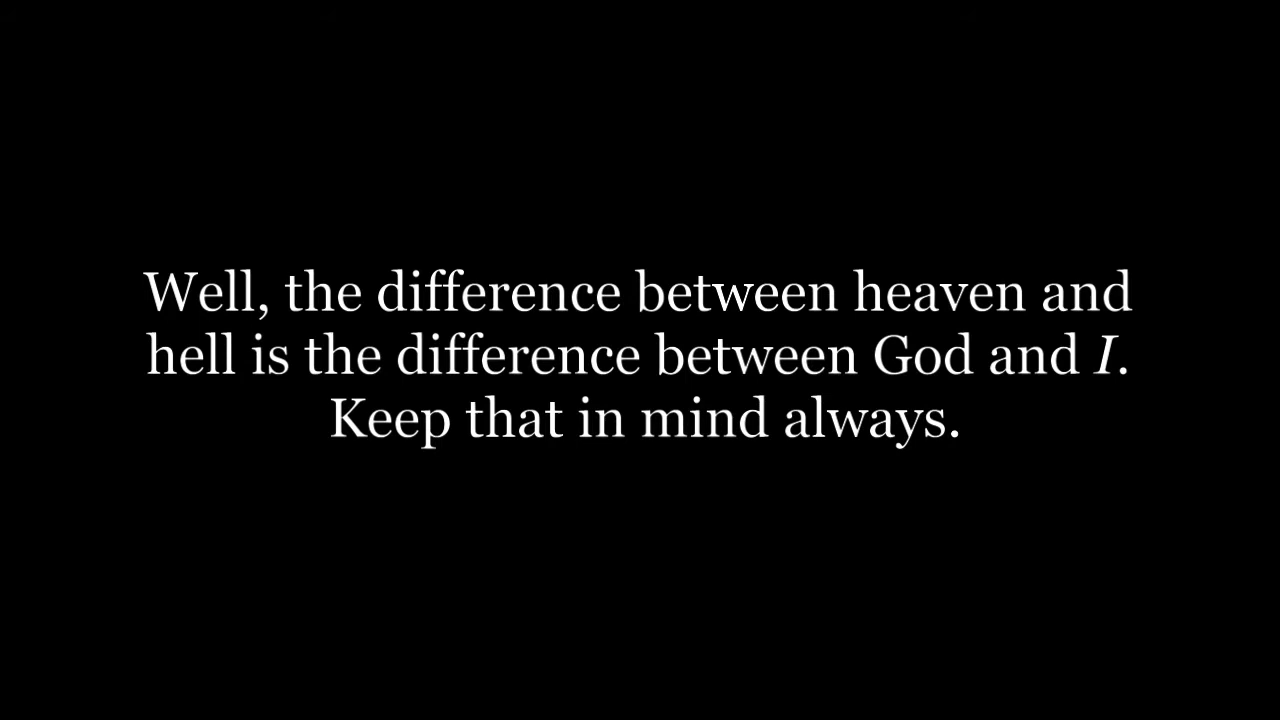 Well, the difference between heaven and
hell is the difference between God and I.
Keep that in mind always.